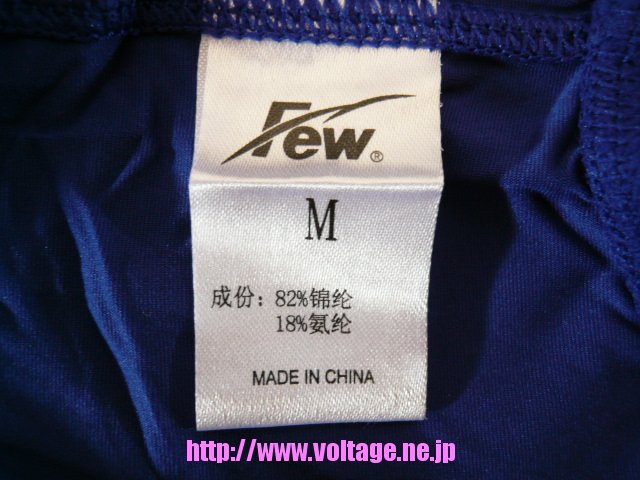 Few®
M
成份：82%锦纶
18%氨纶
MADE IN CHINA
http://www.voltage.ne.jp